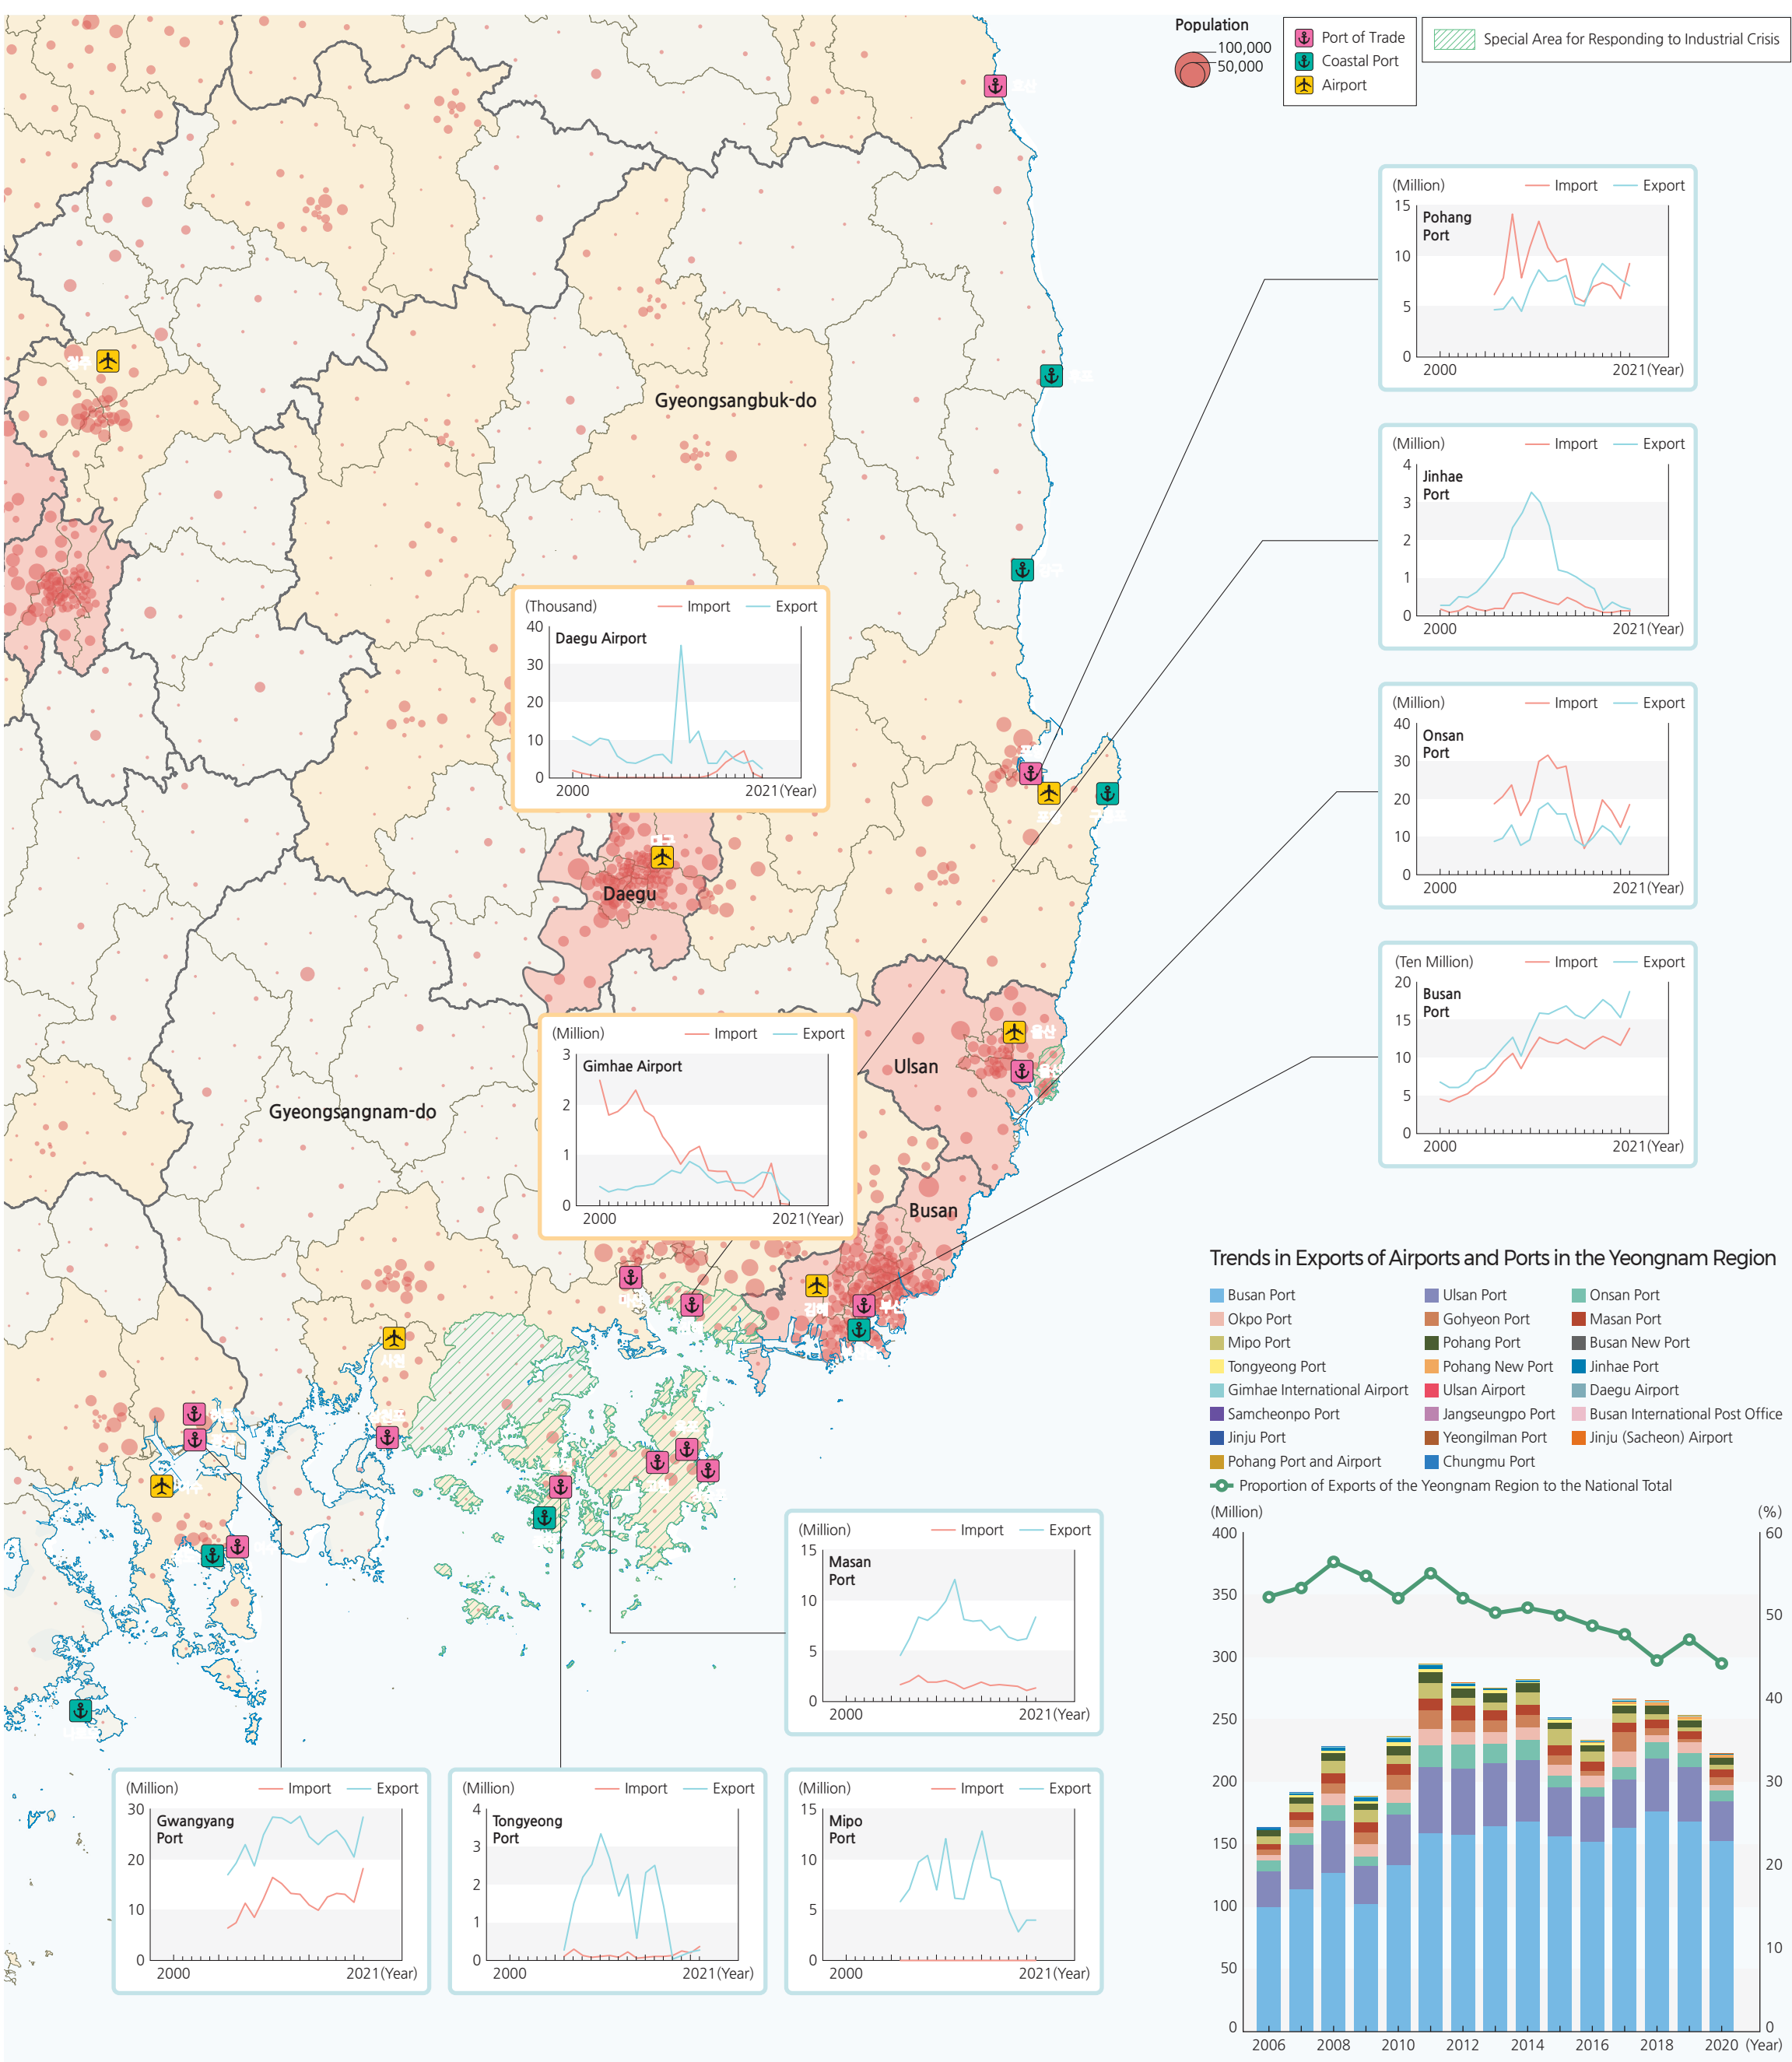 Population
100,000
50,000
Port of Trade
Coastal Port
Airport
Special Area for Responding to Industrial Crisis
(Million)
Import
Export
15
Pohang
Port
10
5
0
2000
2021(Year)
(Million)
Import
Export
4
Jinhae
Port
3
2
1
0
2000
2021(Year)
(Million)
Import
Export
40
Onsan
Port
30
20
10
0
2000
2021(Year)
(Ten Million)
Import
Export
20
Busan
Port
15
10
5
0
2000
2021(Year)
Gyeongsangbuk-do
(Thousand)
Import
Export
40
Daegu Airport
30
20
10
0
2000
2021(Year)
대구
Daegu
(Million)
Import
Export
3
Gimhae Airport
2
1
0
2000
2021(Year)
울산
Ulsan
Gyeongsangnam-do
Busan
김해
사천
(Million)
Import
Export
15
Masan
Port
10
5
0
2000
2021(Year)
(Million)
Import
Export
30
Gwangyang
Port
20
10
0
2000
2021(Year)
(Million)
Import
Export
4
Tongyeong
Port
3
2
1
0
2000
2021(Year)
(Million)
Import
Export
15
Mipo
Port
10
5
0
2000
2021(Year)
Trends in Exports of Airports and Ports in the Yeongnam Region
Busan Port
Ulsan Port
Onsan Port
Okpo Port
Gohyeon Port
Masan Port
Mipo Port
Pohang Port
Busan New Port
Tongyeong Port
Pohang New Port
Jinhae Port
Gimhae International Airport
Ulsan Airport
Daegu Airport
Samcheonpo Port
Jangseungpo Port
Busan International Post Office
Jinju Port
Yeongilman Port
Jinju (Sacheon) Airport
Pohang Port and Airport
Chungmu Port
Proportion of Exports of the Yeongnam Region to the National Total
(Million)
(%)
400
60
350
50
300
40
250
200
30
150
20
100
10
50
0
0
2006
2008
2010
2012
2014
2016
2018
2020
(Year)